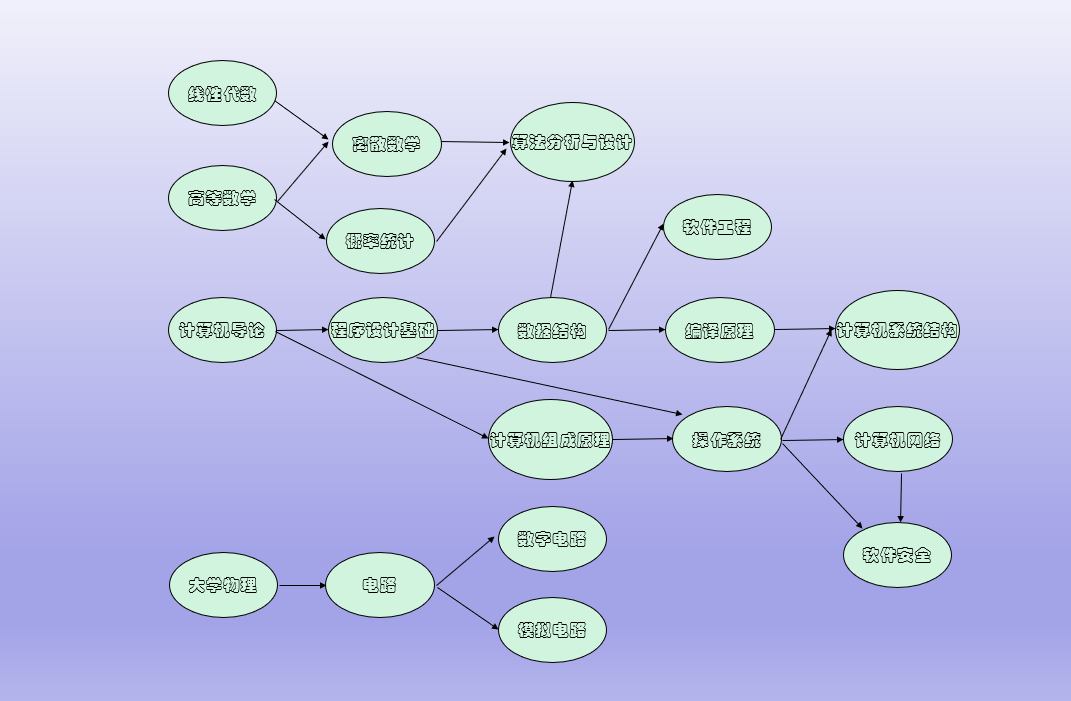 线性代数
离散数学
算法分析与设计
高等数学
概率统计
软件工程
计算机导论
程序设计基础
数据结构
编译原理
计算机系统结构
计算机组成原理
操作系统
计算机网络
数字电路
软件安全
大学物理
电路
模拟电路